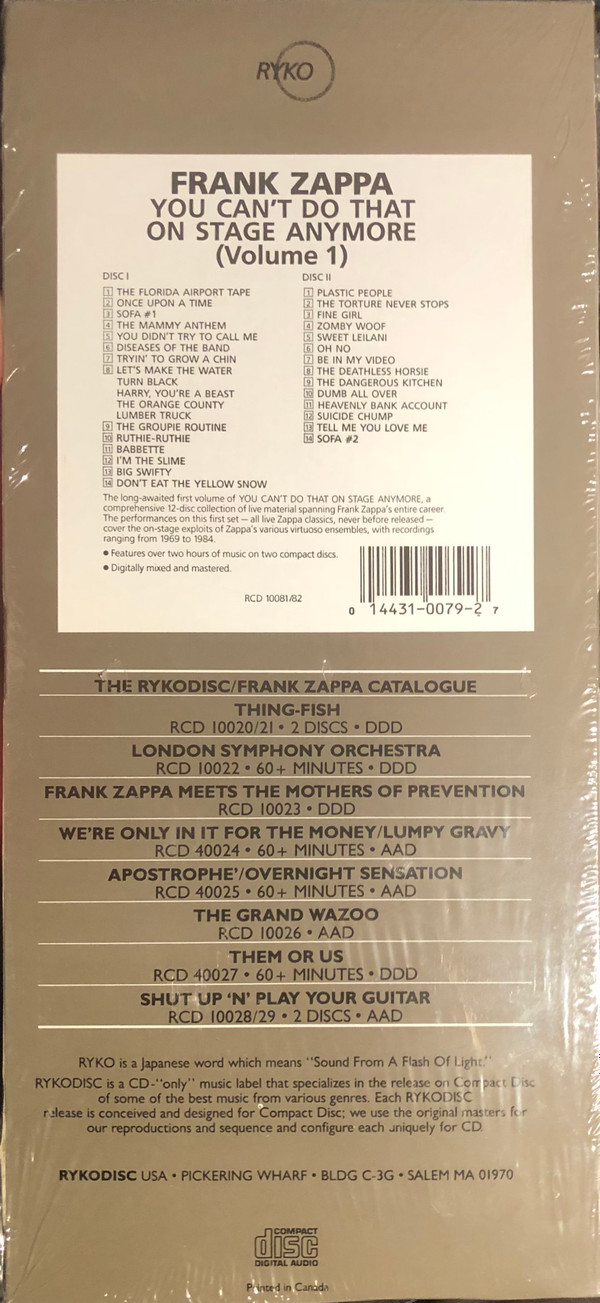 RYKO
FRANK ZAPPA
YOU CAN'T DO THAT
ON STAGE ANYMORE
(Volume 1)
DISC I
1 THE FLORIDA AIRPORT TAPE
2 ONCE UPON A TIME
3 SOFA #1
4 THE MAMMY ANTHEM
5 YOU DIDN'T TRY TO CALL ME
6 DISEASES OF THE BAND
7 TRYIN' TO GROW A CHIN
8 LET'S MAKE THE WATER
TURN BLACK
HARRY, YOU'RE A BEAST
THE ORANGE COUNTY
LUMBER TRUCK
9 THE GROUPIE ROUTINE
10 RUTHIE-RUTHIE
11 BABBETTE
12 I'M THE SLIME
13 BIG SWIFTY
14 DON'T EAT THE YELLOW SNOW
DISC II
1 PLASTIC PEOPLE
2 THE TORTURE NEVER STOPS
3 FINE GIRL
4 ZOMBY WOOF
5 SWEET LEILANI
6 OH NO
7 BE IN MY VIDEO
8 THE DEATHLESS HORSIE
9 THE DANGEROUS KITCHEN
10 DUMB ALL OVER
11 HEAVENLY BANK ACCOUNT
12 SUICIDE CHUMP
13 TELL ME YOU LOVE ME
14 SOFA #2
The long-awaited first volume of YOU CAN'T DO THAT ON STAGE ANYMORE, a
comprehensive 12-disc collection of live material spanning Frank Zappa's entire career.
The performances on this first set — all live Zappa classics, never before released —
cover the on-stage exploits of Zappa's various virtuoso ensembles, with recordings
ranging from 1969 to 1984.
• Features over two hours of music on two compact discs.
• Digitally mixed and mastered.
RCD 10081/82
0 14431-0079-2 7
THE RYKODISC/FRANK ZAPPA CATALOGUE
THING-FISH
RCD 10020/21 • 2 DISCS • DDD
LONDON SYMPHONY ORCHESTRA
RCD 10022 • 60+ MINUTES • DDD
FRANK ZAPPA MEETS THE MOTHERS OF PREVENTION
RCD 10023 • DDD
WE'RE ONLY IN IT FOR THE MONEY/LUMPY GRAVY
RCD 40024 • 60+ MINUTES • AAD
APOSTROPHE'/OVERNIGHT SENSATION
RCD 40025 • 60+ MINUTES • AAD
THE GRAND WAZOO
RCD 10026 • AAD
THEM OR US
RCD 40027 • 60+ MINUTES • DDD
SHUT UP 'N' PLAY YOUR GUITAR
RCD 10028/29 • 2 DISCS • AAD
RYKO is a Japanese word which means "Sound From A Flash Of Light."
RYKODISC is a CD-"only" music label that specializes in the release on Compact Disc
of some of the best music from various genres. Each RYKODISC
release is conceived and designed for Compact Disc; we use the original masters for
our reproductions and sequence and configure each uniquely for CD.
RYKODISC USA • PICKERING WHARF • BLDG C-3G • SALEM MA 01970
COMPACT
disc
DIGITAL AUDIO
Printed in Canada